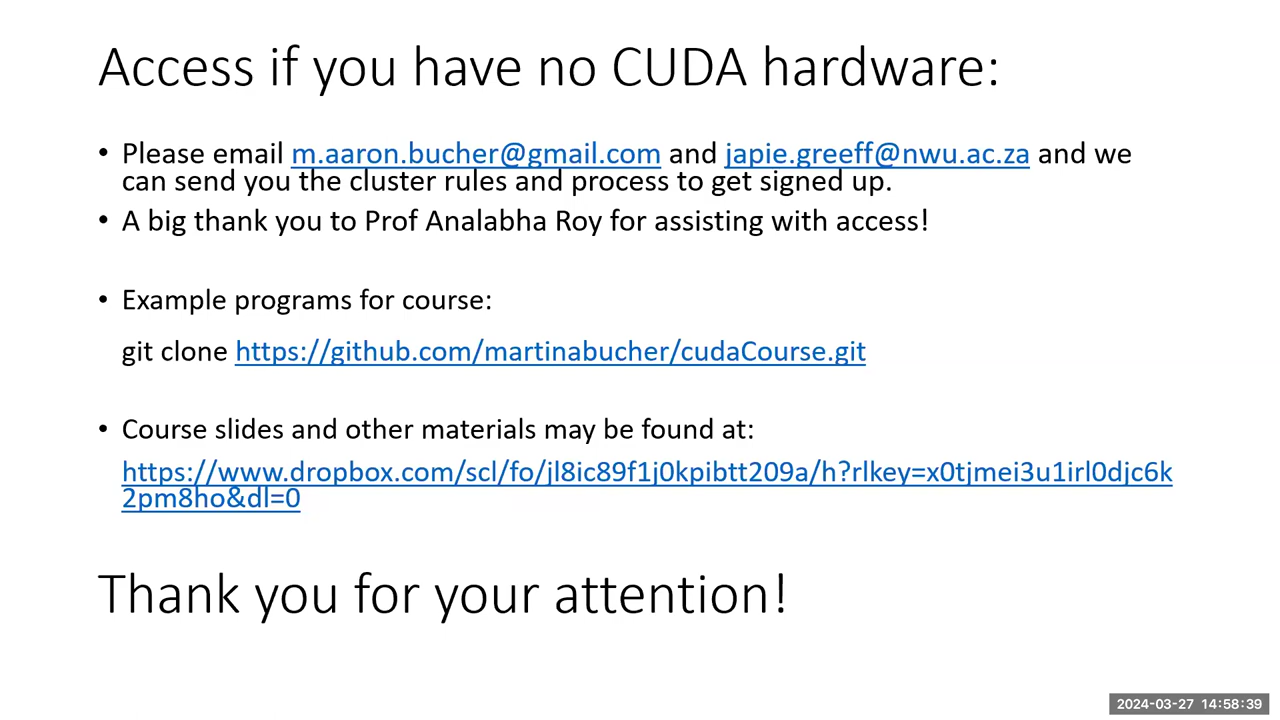 Access if you have no CUDA hardware:
• Please email m.aaron.bucher@gmail.com and japie.greeff@nwu.ac.za and we
can send you the cluster rules and process to get signed up.
• A big thank you to Prof Analabha Roy for assisting with access!
• Example programs for course:
git clone https://github.com/martinabucher/cudaCourse.git
• Course slides and other materials may be found at:
https://www.dropbox.com/scl/fo/jl8ic89f1j0kpibtt209a/h?rlkey=x0tjmei3u1irl0djc6k
2pm8ho&dl=0
Thank you for your attention!
2024-03-27 14:58:39